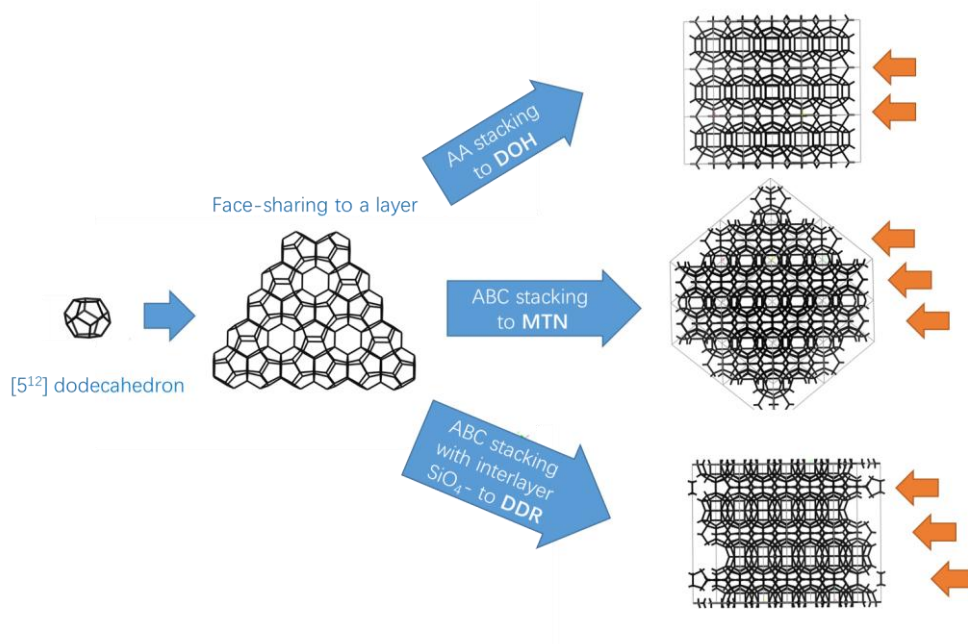 AA stacking
to DOH
Face-sharing to a layer
ABC stacking
to MTN
[5¹²] dodecahedron
ABC stacking
with interlayer
SiO₄- to DDR